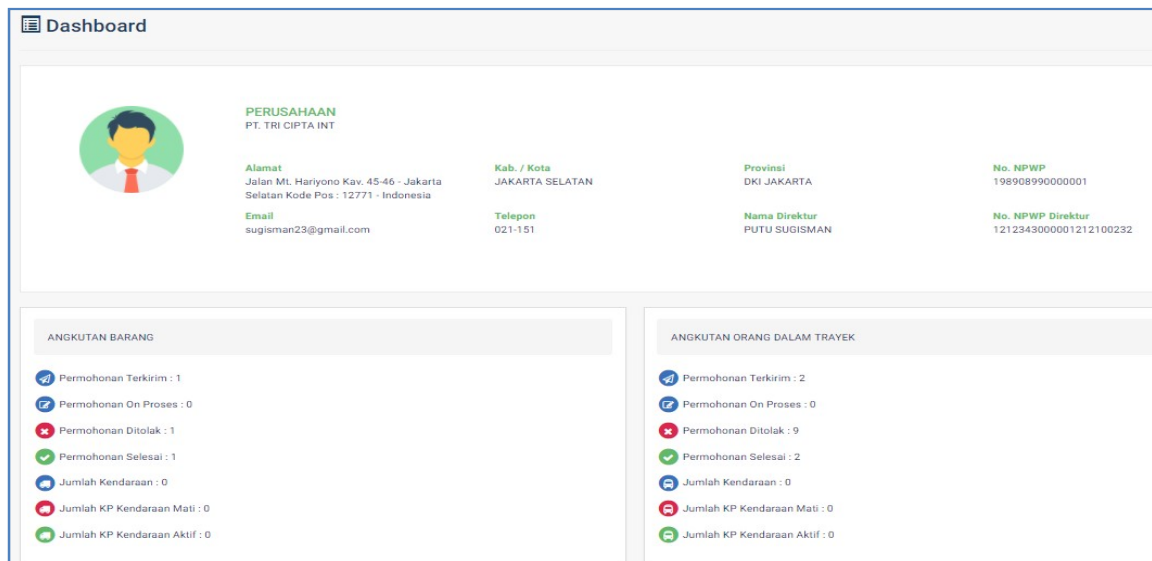 Dashboard
PERUSAHAAN
PT. TRI CIPTA INT
Alamat
Jalan Mt. Hariyono Kav. 45-46 - Jakarta
Selatan Kode Pos : 12771 - Indonesia
Kab. / Kota
JAKARTA SELATAN
Provinsi
DKI JAKARTA
No. NPWP
198908990000001
Email
sugisman23@gmail.com
Telepon
021-151
Nama Direktur
PUTU SUGISMAN
No. NPWP Direktur
1212343000001212100232
ANGKUTAN BARANG
Permohonan Terkirim : 1
Permohonan On Proses : 0
Permohonan Ditolak : 1
Permohonan Selesai : 1
Jumlah Kendaraan : 0
Jumlah KP Kendaraan Mati : 0
Jumlah KP Kendaraan Aktif : 0
ANGKUTAN ORANG DALAM TRAYEK
Permohonan Terkirim : 2
Permohonan On Proses : 0
Permohonan Ditolak : 9
Permohonan Selesai : 2
Jumlah Kendaraan : 0
Jumlah KP Kendaraan Mati : 0
Jumlah KP Kendaraan Aktif : 0